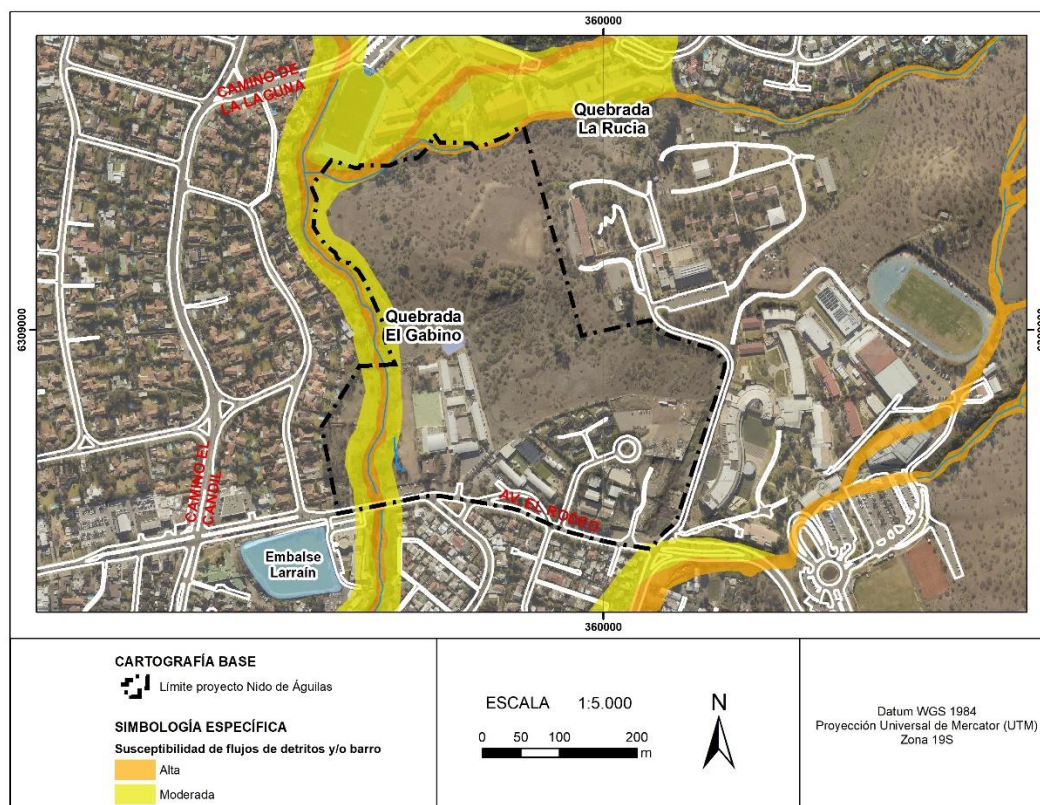 360000
CAMINO DE
LA LAGUNA
Quebrada
La Rucia
6309000
Quebrada
El Gabino
CAMINO EL
CANDIL
AV. EL RODEO
Embalse
Larraín
360000
CARTOGRAFÍA BASE
Límite proyecto Nido de Águilas
SIMBOLOGÍA ESPECÍFICA
Susceptibilidad de flujos de detritos y/o barro
Alta
Moderada
ESCALA 1:5.000
0 50 100 200
m
N
Datum WGS 1984
Proyección Universal de Mercator (UTM)
Zona 19S